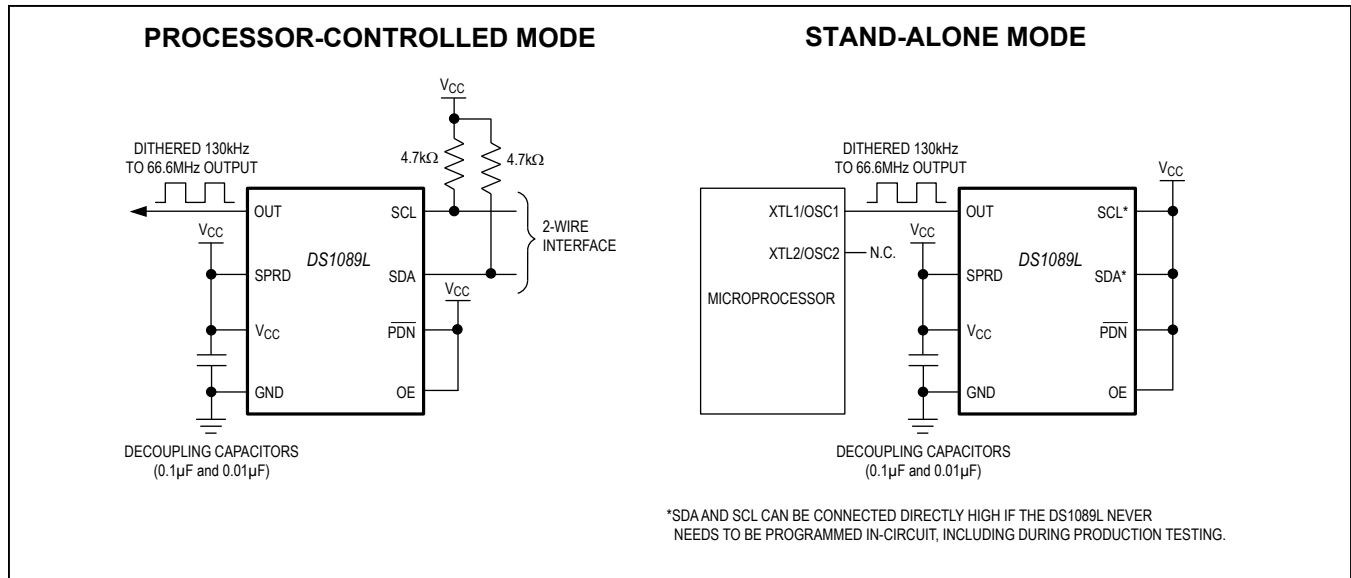 PROCESSOR-CONTROLLED MODE
VCC
DITHERED 130kHz
TO 66.6MHz OUTPUT
4.7kΩ
4.7kΩ
OUT
SCL
VCC
2-WIRE
INTERFACE
DS1089L
SPRD
SDA
VCC
VCC
PDN
GND
OE
DECOUPLING CAPACITORS
(0.1µF and 0.01µF)
STAND-ALONE MODE
DITHERED 130kHz
TO 66.6MHz OUTPUT
VCC
XTL1/OSC1
OUT
SCL*
VCC
XTL2/OSC2
N.C.
DS1089L
SPRD
SDA*
MICROPROCESSOR
VCC
PDN
GND
OE
DECOUPLING CAPACITORS
(0.1µF and 0.01µF)
*SDA AND SCL CAN BE CONNECTED DIRECTLY HIGH IF THE DS1089L NEVER
NEEDS TO BE PROGRAMMED IN-CIRCUIT, INCLUDING DURING PRODUCTION TESTING.